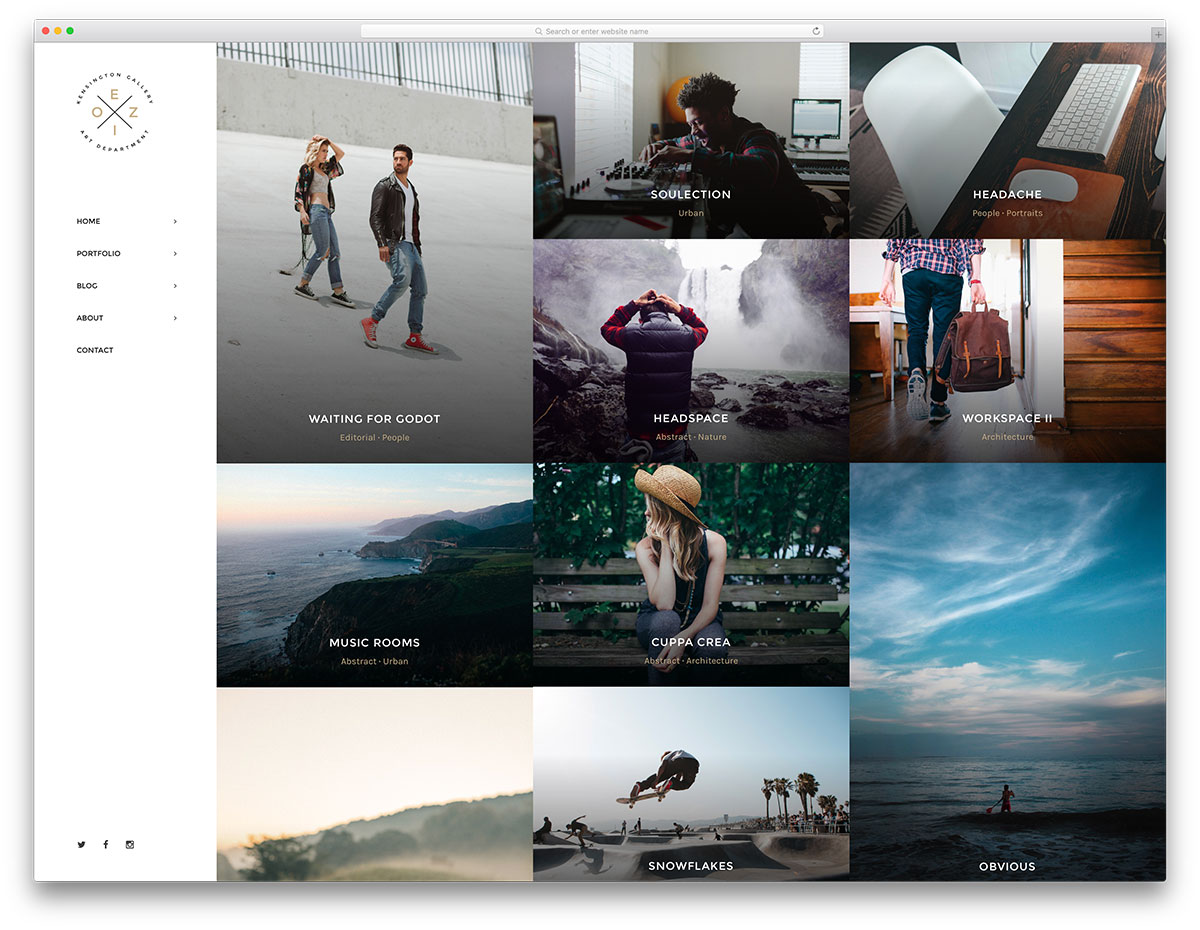 Search or enter website name
KENSINGTON GALLERY
E
O Z
I
ART DEPARTMENT
HOME
PORTFOLIO
BLOG
ABOUT
CONTACT
WAITING FOR GODOT
Editorial · People
SOULECTION
Urban
HEADACHE
People · Portraits
HEADSPACE
Abstract · Nature
WORKSPACE II
Architecture
MUSIC ROOMS
Abstract · Urban
CUPPA CREA
Abstract · Architecture
SNOWFLAKES
OBVIOUS